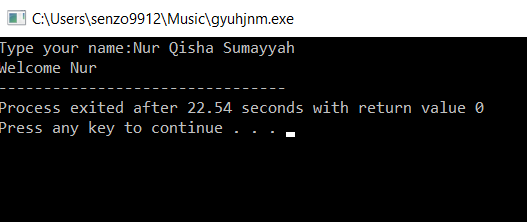 C:\Users\senzo9912\Music\gyuhjnm.exe
Type your name:Nur Qisha Sumayyah
Welcome Nur
--------------------------------
Process exited after 22.54 seconds with return value 0
Press any key to continue . . .